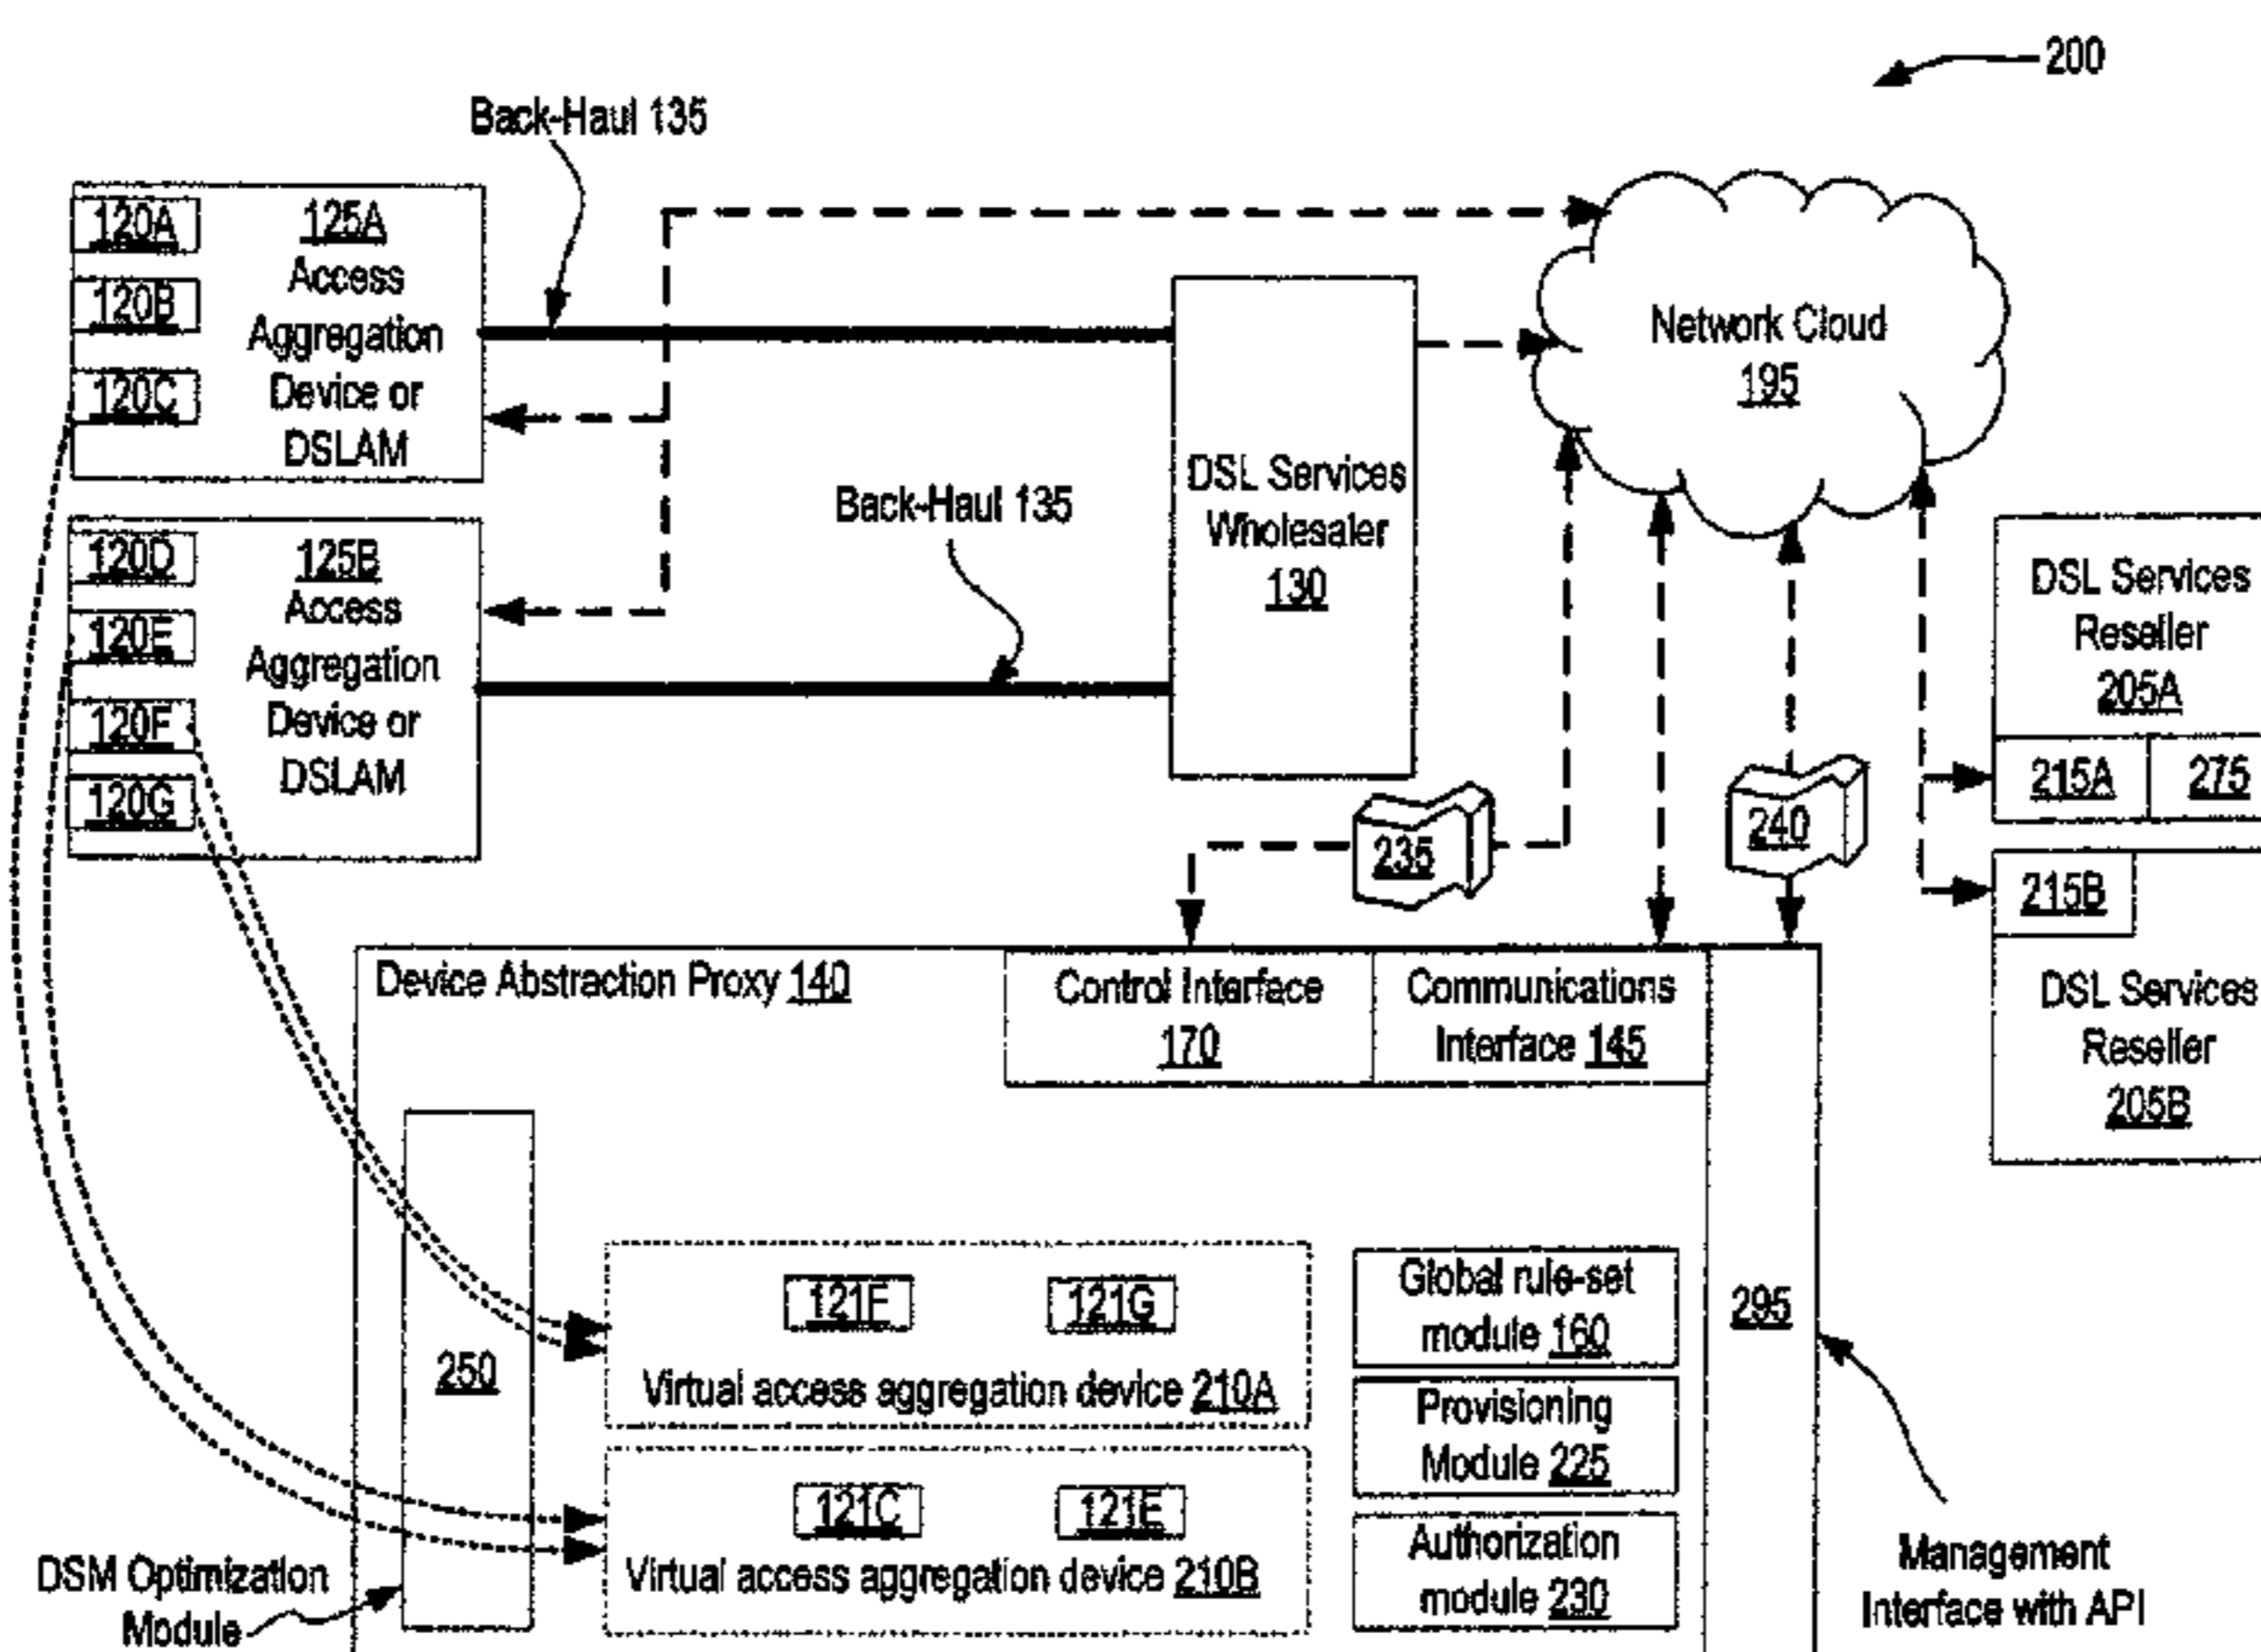 200
Back-Haul 135
120A
120B
120C
125A
Access
Aggregation
Device or
DSLAM
120D
120E
120F
120G
125B
Access
Aggregation
Device or
DSLAM
Back-Haul 135
DSL Services
Wholesaler
130
Network Cloud
195
DSL Services
Reseller
205A
215A
275
215B
DSL Services
Reseller
205B
235
240
Device Abstraction Proxy 140
Control Interface
170
Communications
Interface 145
250
121F
121G
Virtual access aggregation device 210A
121C
121E
Virtual access aggregation device 210B
Global rule-set
module 160
Provisioning
Module 225
Authorization
module 230
295
DSM Optimization
Module
Management
Interface with API